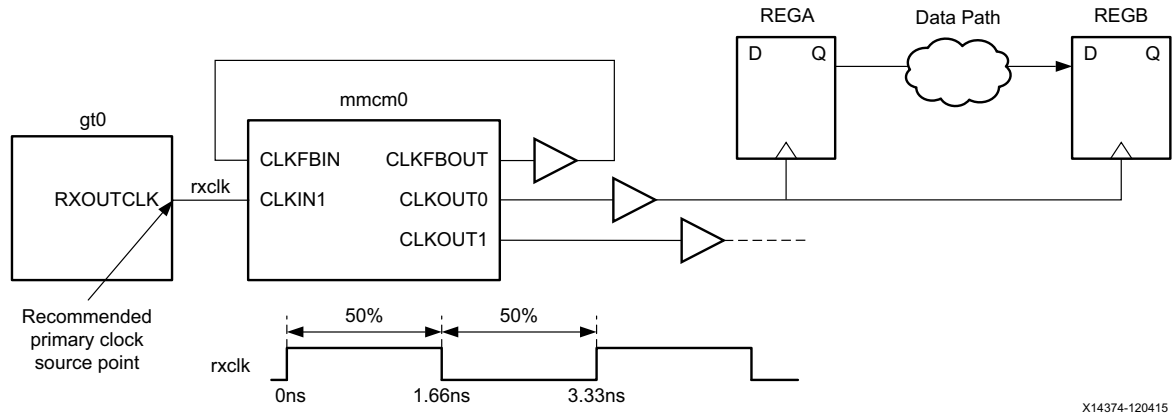 REGA
Data Path
REGB
D
Q
D
Q
mmcm0
gt0
CLKFBIN
CLKFBOUT
RXOUTCLK
rxclk
CLKIN1
CLKOUT0
CLKOUT1
Recommended
primary clock
source point
50%
50%
rxclk
0ns
1.66ns
3.33ns
X14374-120415